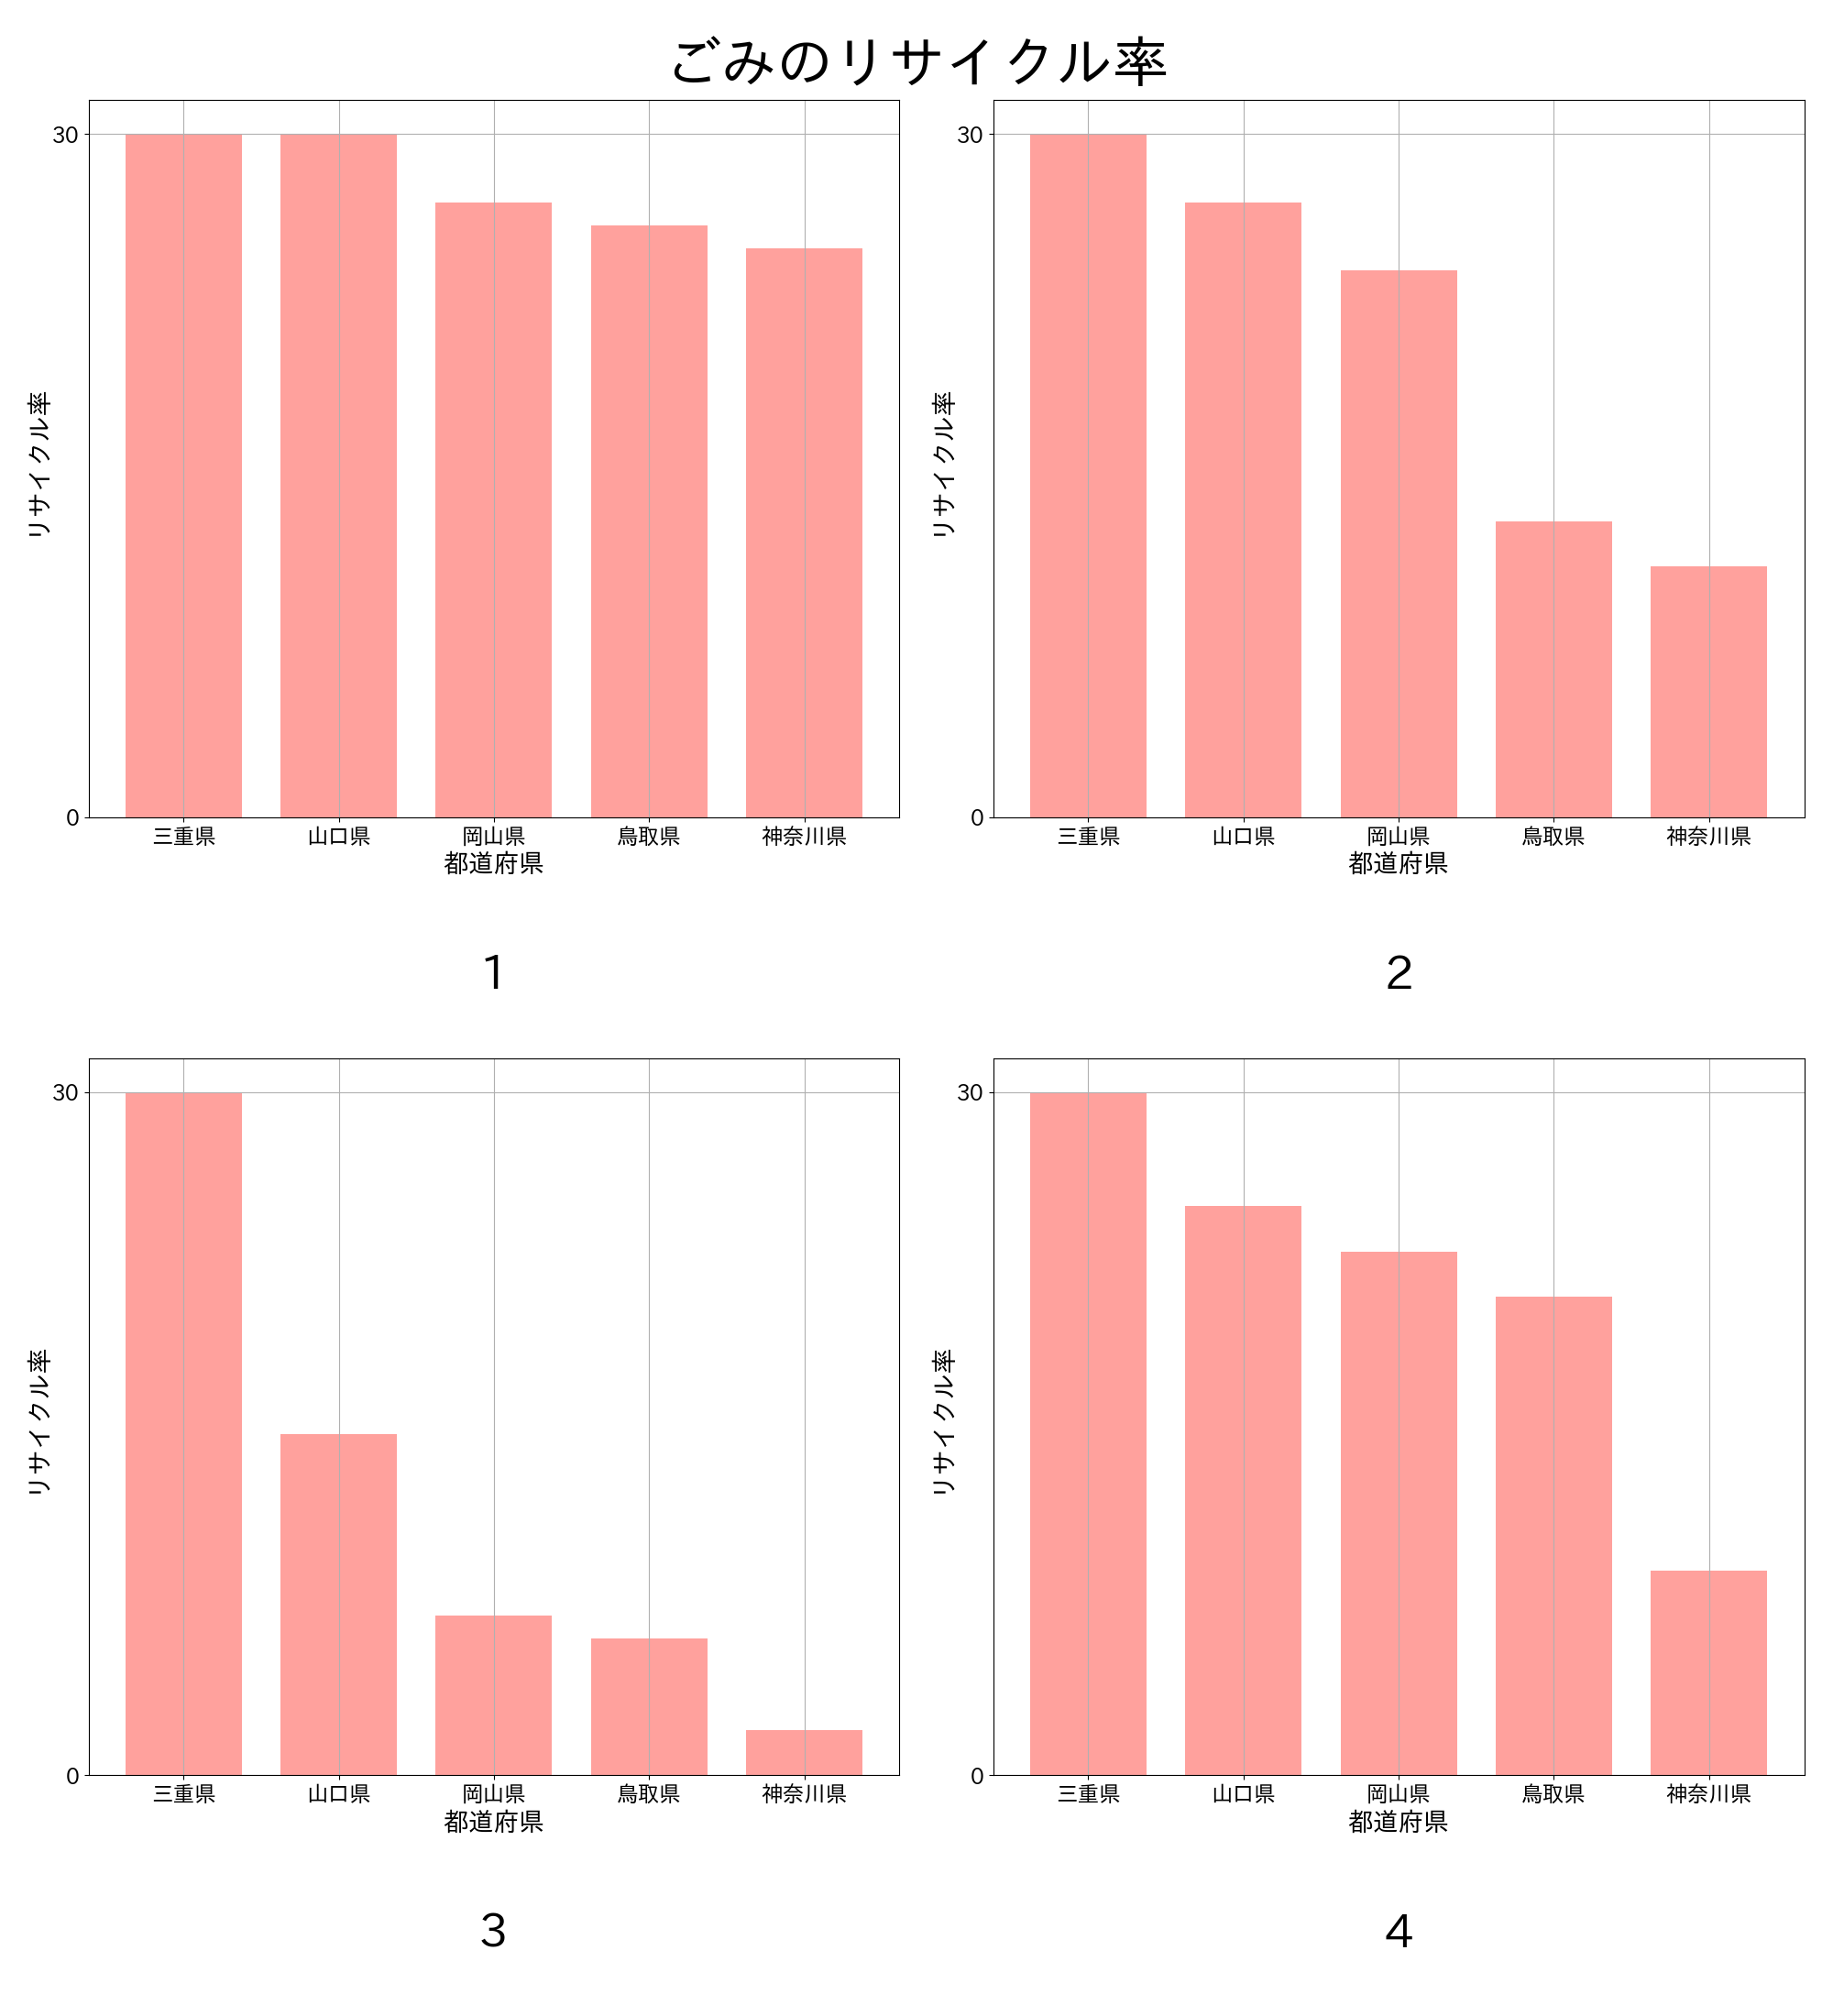 ごみのリサイクル率
30
0
リサイクル率
三重県 山口県 岡山県 鳥取県 神奈川県
都道府県
1
30
0
リサイクル率
三重県 山口県 岡山県 鳥取県 神奈川県
都道府県
2
30
0
リサイクル率
三重県 山口県 岡山県 鳥取県 神奈川県
都道府県
3
30
0
リサイクル率
三重県 山口県 岡山県 鳥取県 神奈川県
都道府県
4